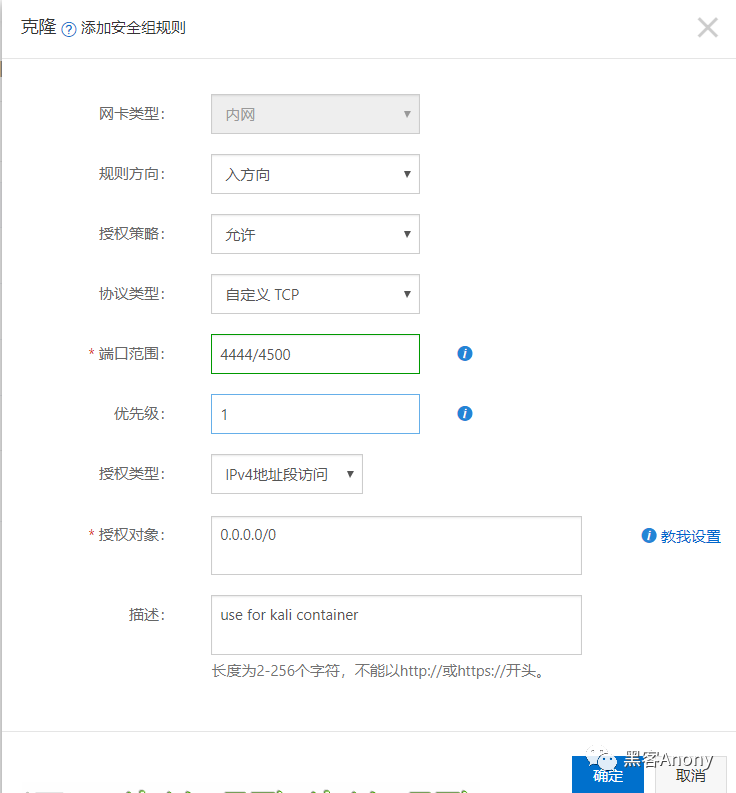 克隆 ? 添加安全组规则
网卡类型： 内网
规则方向： 入方向
授权策略： 允许
协议类型： 自定义 TCP
* 端口范围： 4444/4500
优先级： 1
授权类型： IPv4地址段访问
* 授权对象： 0.0.0.0/0 教我设置
描述： use for kali container
长度为2-256个字符，不能以http://或https://开头。
黑客Anony
确定 取消